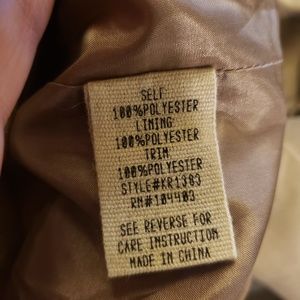 SELF
100%POLYESTER
LINING
100%POLYESTER
TRIM
100%POLYESTER
STYLE#KR1383
RN#104403
SEE REVERSE FOR
CARE INSTRUCTION
MADE IN CHINA